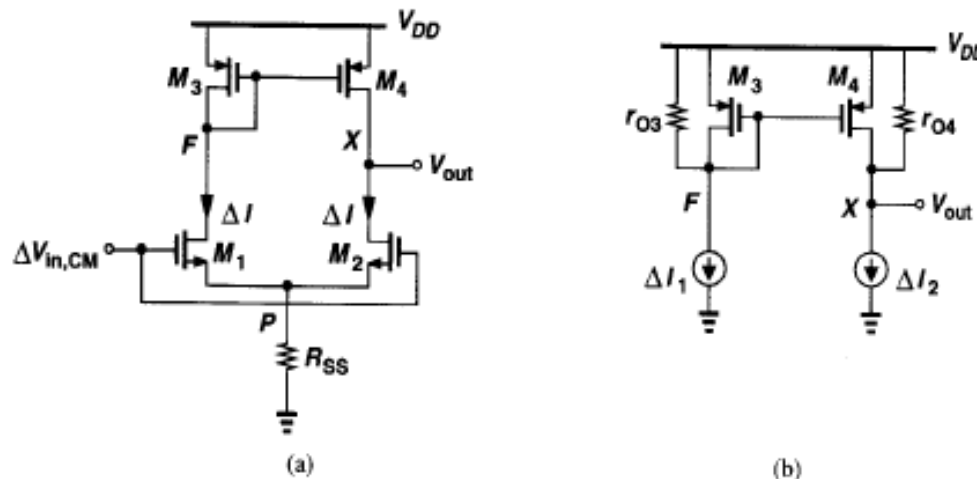 V_DD
M_3
M_4
F
X
V_out
ΔI
ΔI
ΔV_in,CM
M_1
M_2
P
R_SS
(a)
V_DD
M_3
M_4
r_O3
r_O4
F
X
V_out
ΔI_1
ΔI_2
(b)